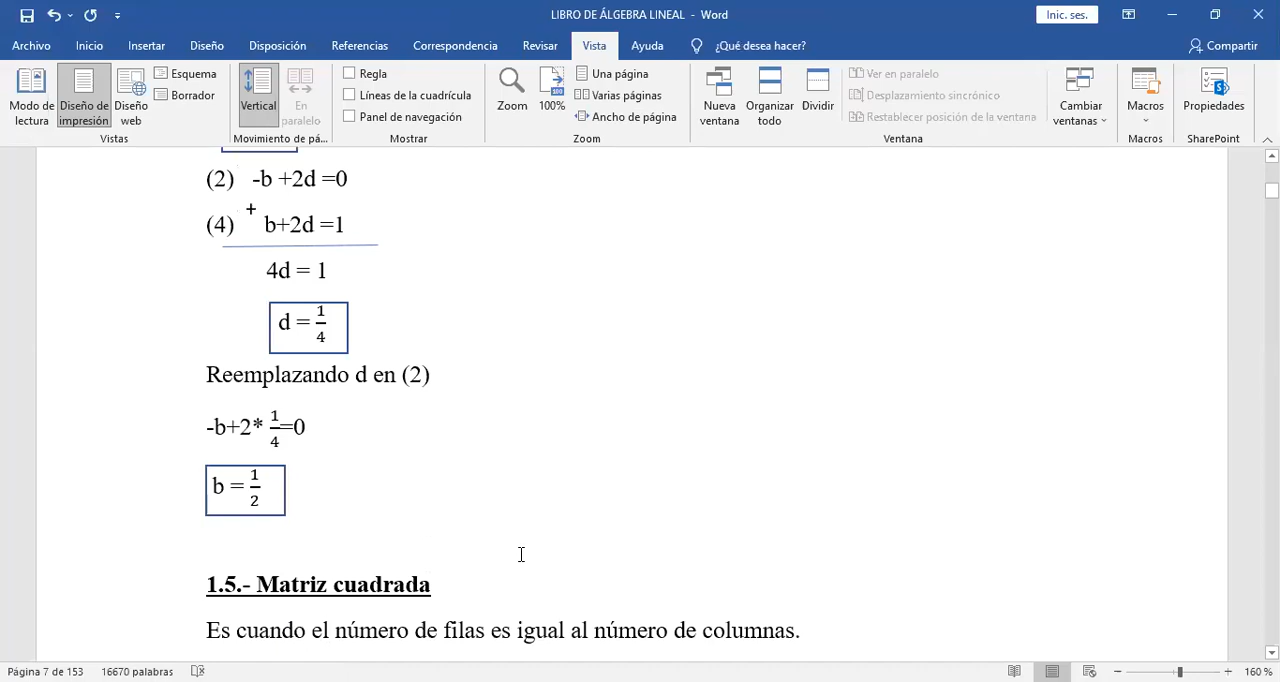 LIBRO DE ÁLGEBRA LINEAL - Word
Inic. ses.
Archivo Inicio Insertar Diseño Disposición Referencias Correspondencia Revisar Vista Ayuda ¿Qué desea hacer? Compartir
Modo de lectura
Diseño de impresión
Diseño web
Esquema
Borrador
Vistas
Vertical
En paralelo
Movimiento de pá...
Regla
Líneas de la cuadrícula
Panel de navegación
Mostrar
Zoom
100%
Una página
Varias páginas
Ancho de página
Zoom
Nueva ventana
Organizar todo
Dividir
Ver en paralelo
Desplazamiento sincrónico
Restablecer posición de la ventana
Cambiar ventanas
Ventana
Macros
Macros
Propiedades
SharePoint
(2) -b +2d =0
+
(4) b+2d =1
4d = 1
d = 1/4
Reemplazando d en (2)
-b+2* 1/4=0
b = 1/2
1.5.- Matriz cuadrada
Es cuando el número de filas es igual al número de columnas.
Página 7 de 153 16670 palabras 160 %